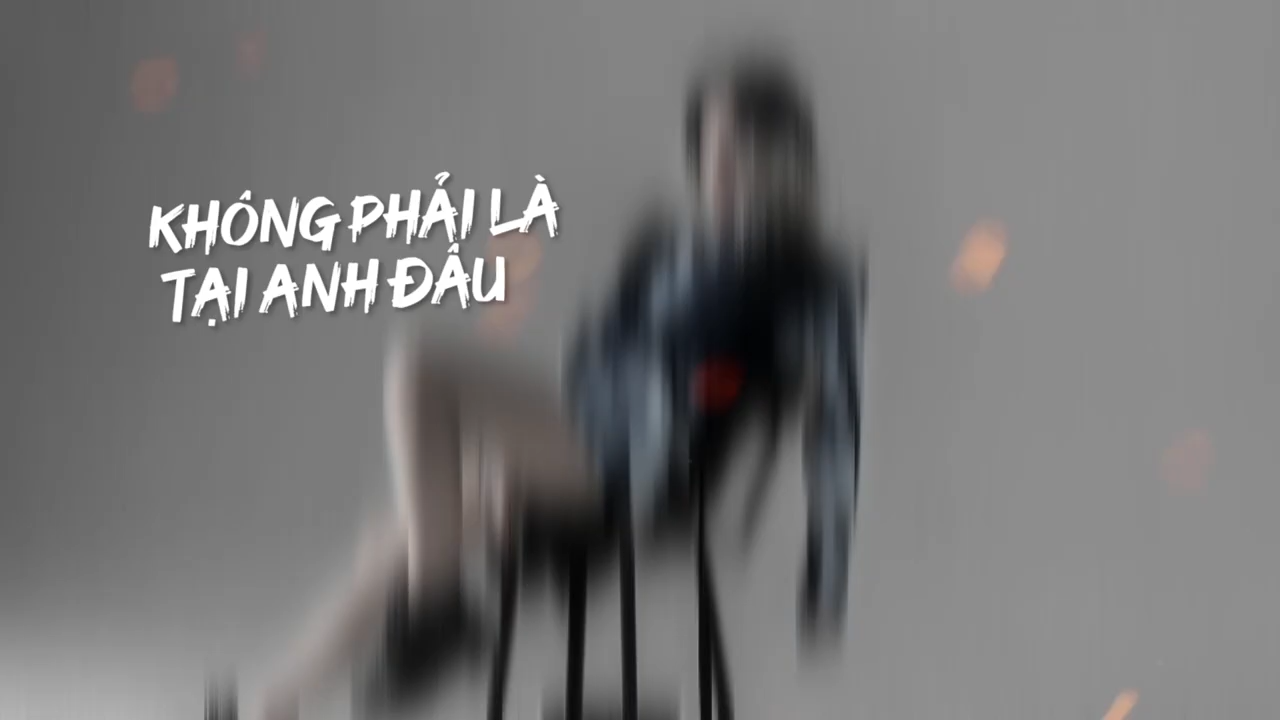 KHÔNG PHẢI LÀ
TẠI ANH ĐÂU